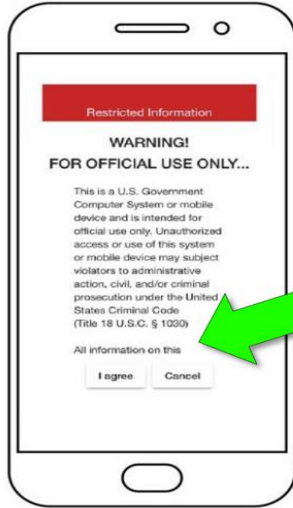 Restricted Information
WARNING!
FOR OFFICIAL USE ONLY...
This is a U.S. Government
Computer System or mobile
device and is intended for
official use only. Unauthorized
access or use of this system
or mobile device may subject
violators to administrative
action, civil, and/or criminal
prosecution under the United
States Criminal Code
(Title 18 U.S.C. § 1030)
All information on this
I agree Cancel